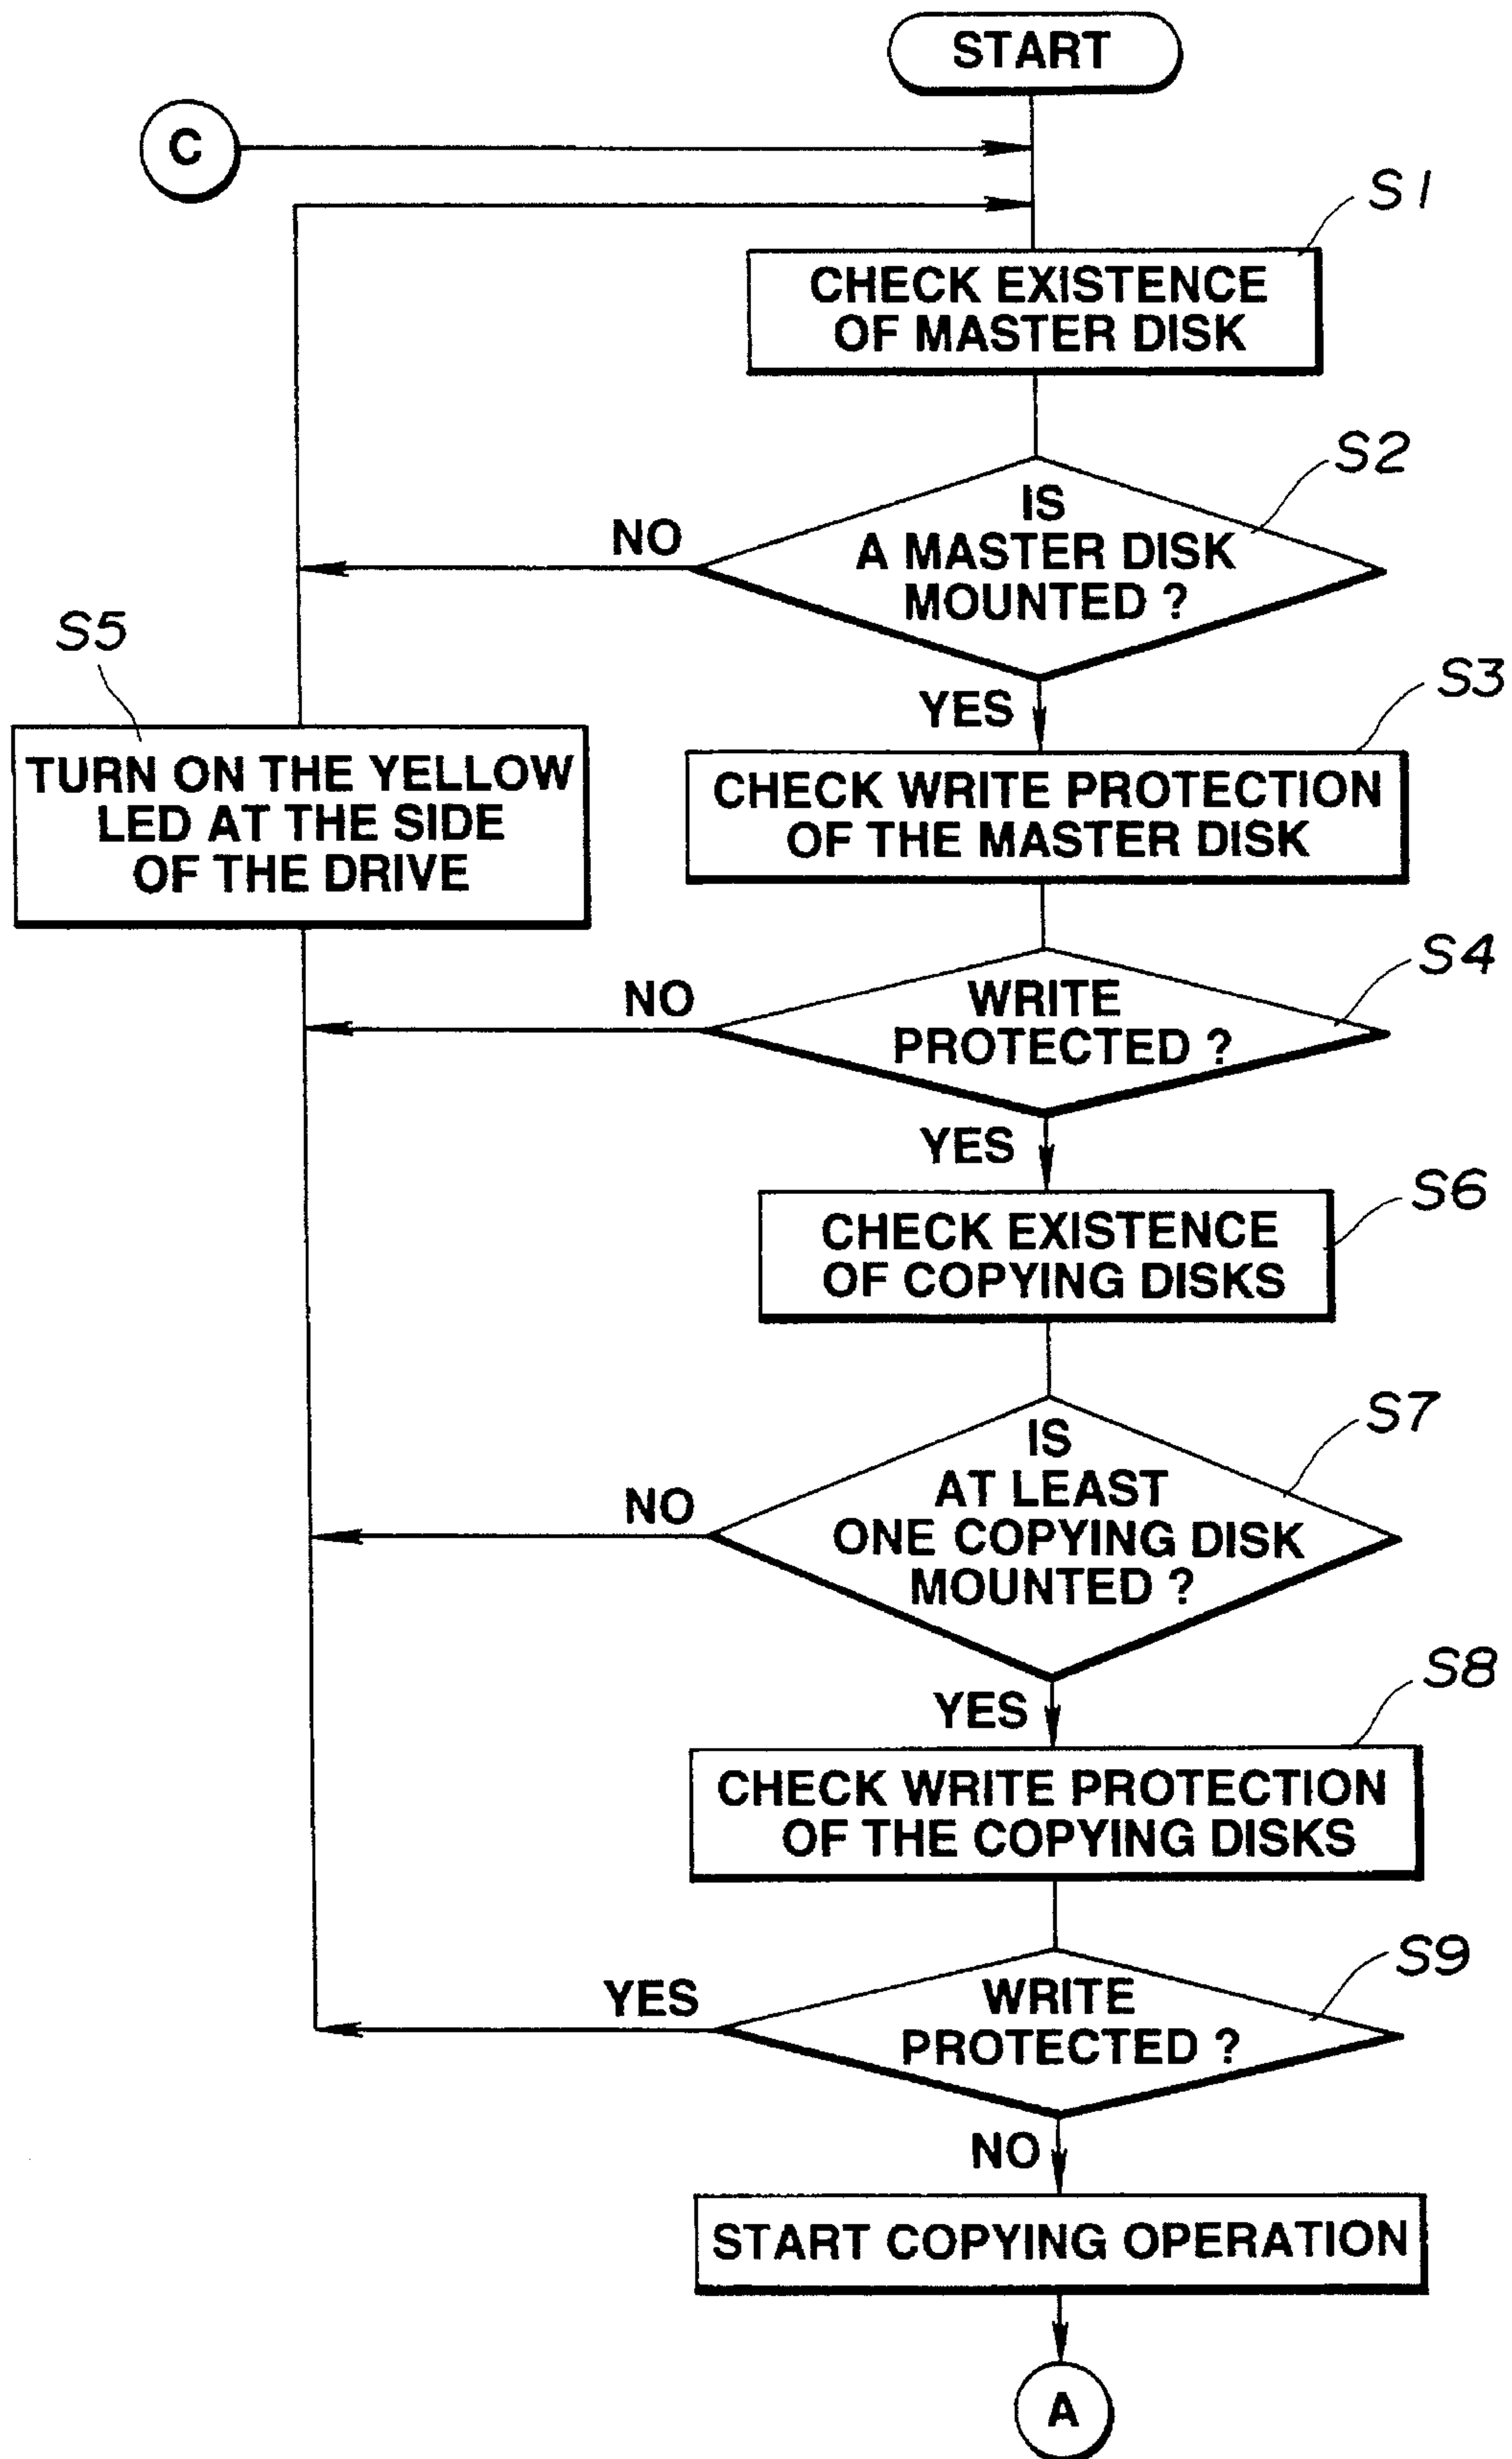 START
C
S1
CHECK EXISTENCE
OF MASTER DISK
S2
IS
A MASTER DISK
MOUNTED ?
NO
YES
S5
TURN ON THE YELLOW
LED AT THE SIDE
OF THE DRIVE
S3
CHECK WRITE PROTECTION
OF THE MASTER DISK
S4
WRITE
PROTECTED ?
NO
YES
S6
CHECK EXISTENCE
OF COPYING DISKS
S7
IS
AT LEAST
ONE COPYING DISK
MOUNTED ?
NO
YES
S8
CHECK WRITE PROTECTION
OF THE COPYING DISKS
S9
WRITE
PROTECTED ?
YES
NO
START COPYING OPERATION
A